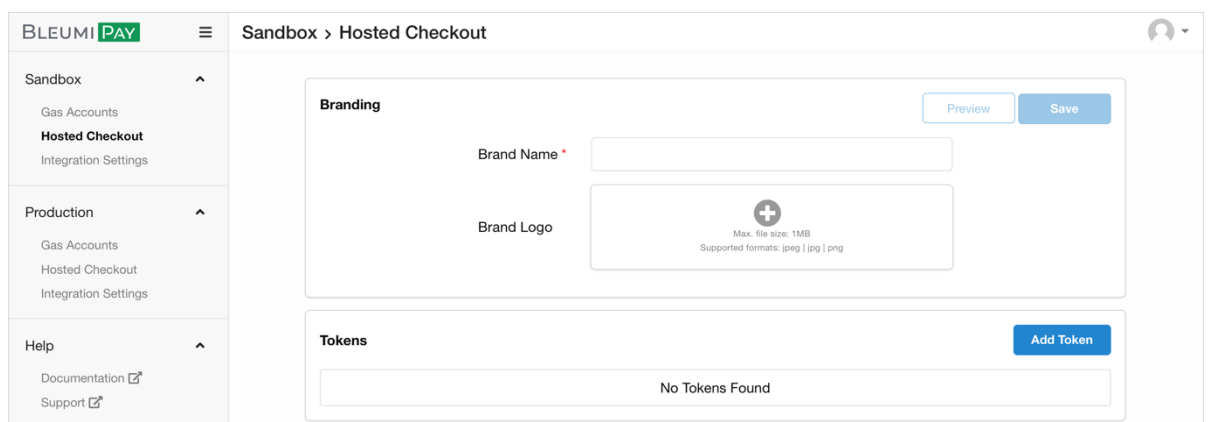 BLEUMI PAY
Sandbox > Hosted Checkout
Sandbox
Gas Accounts
Hosted Checkout
Integration Settings
Production
Gas Accounts
Hosted Checkout
Integration Settings
Help
Documentation
Support
Branding
Preview
Save
Brand Name *
Brand Logo
Max. file size: 1MB
Supported formats: jpeg | jpg | png
Tokens
Add Token
No Tokens Found